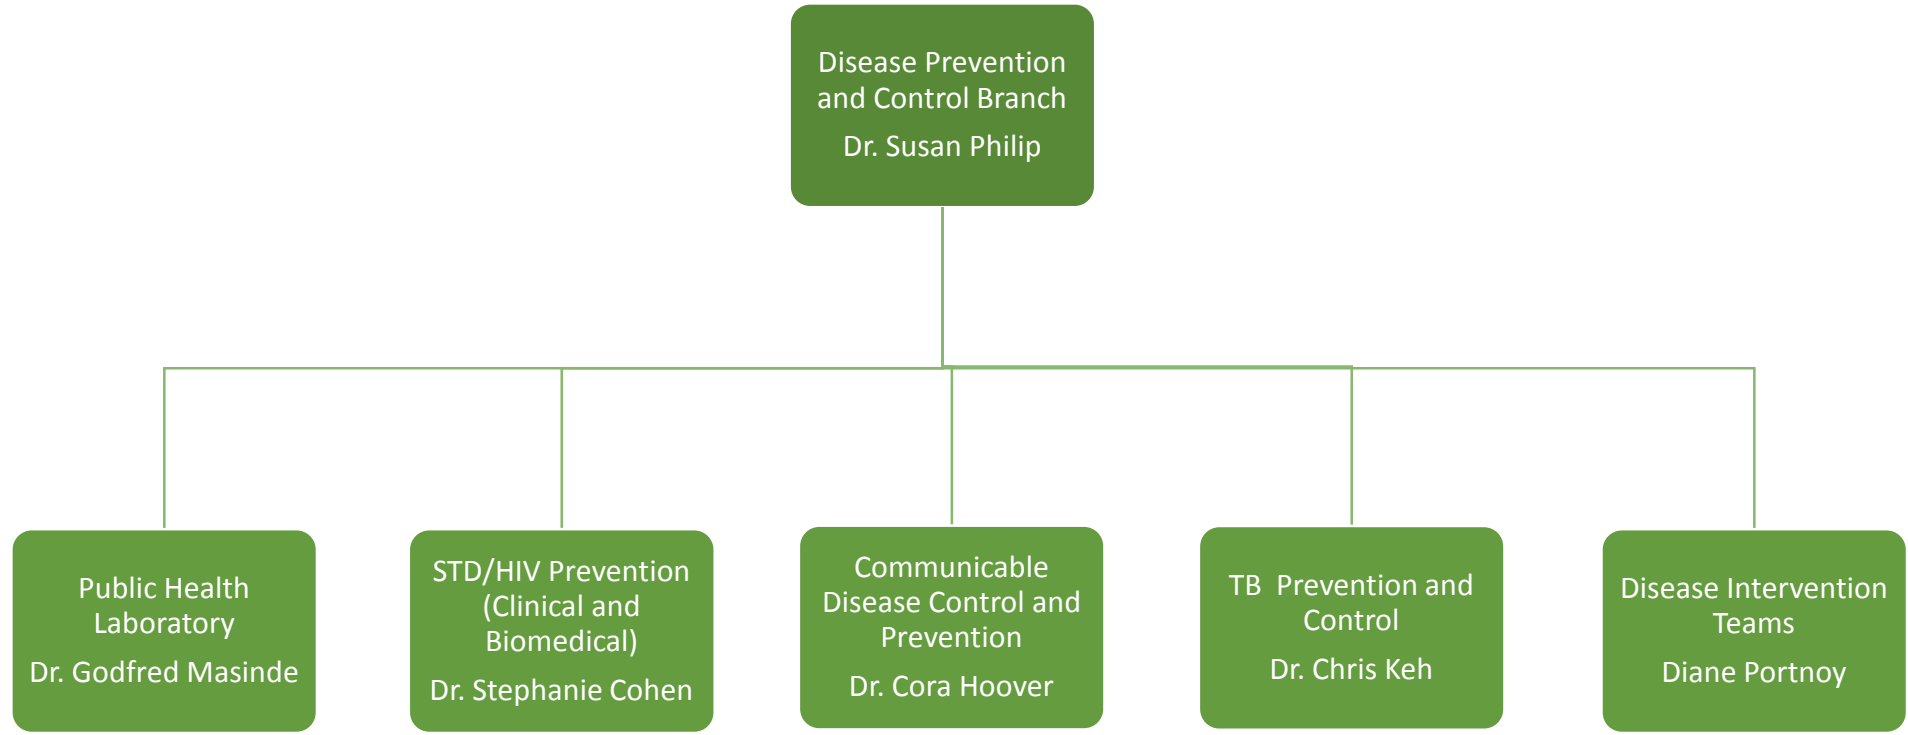 Disease Prevention
and Control Branch
Dr. Susan Philip
Public Health
Laboratory
Dr. Godfred Masinde
STD/HIV Prevention
(Clinical and
Biomedical)
Dr. Stephanie Cohen
Communicable
Disease Control and
Prevention
Dr. Cora Hoover
TB  Prevention and
Control
Dr. Chris Keh
Disease Intervention
Teams
Diane Portnoy